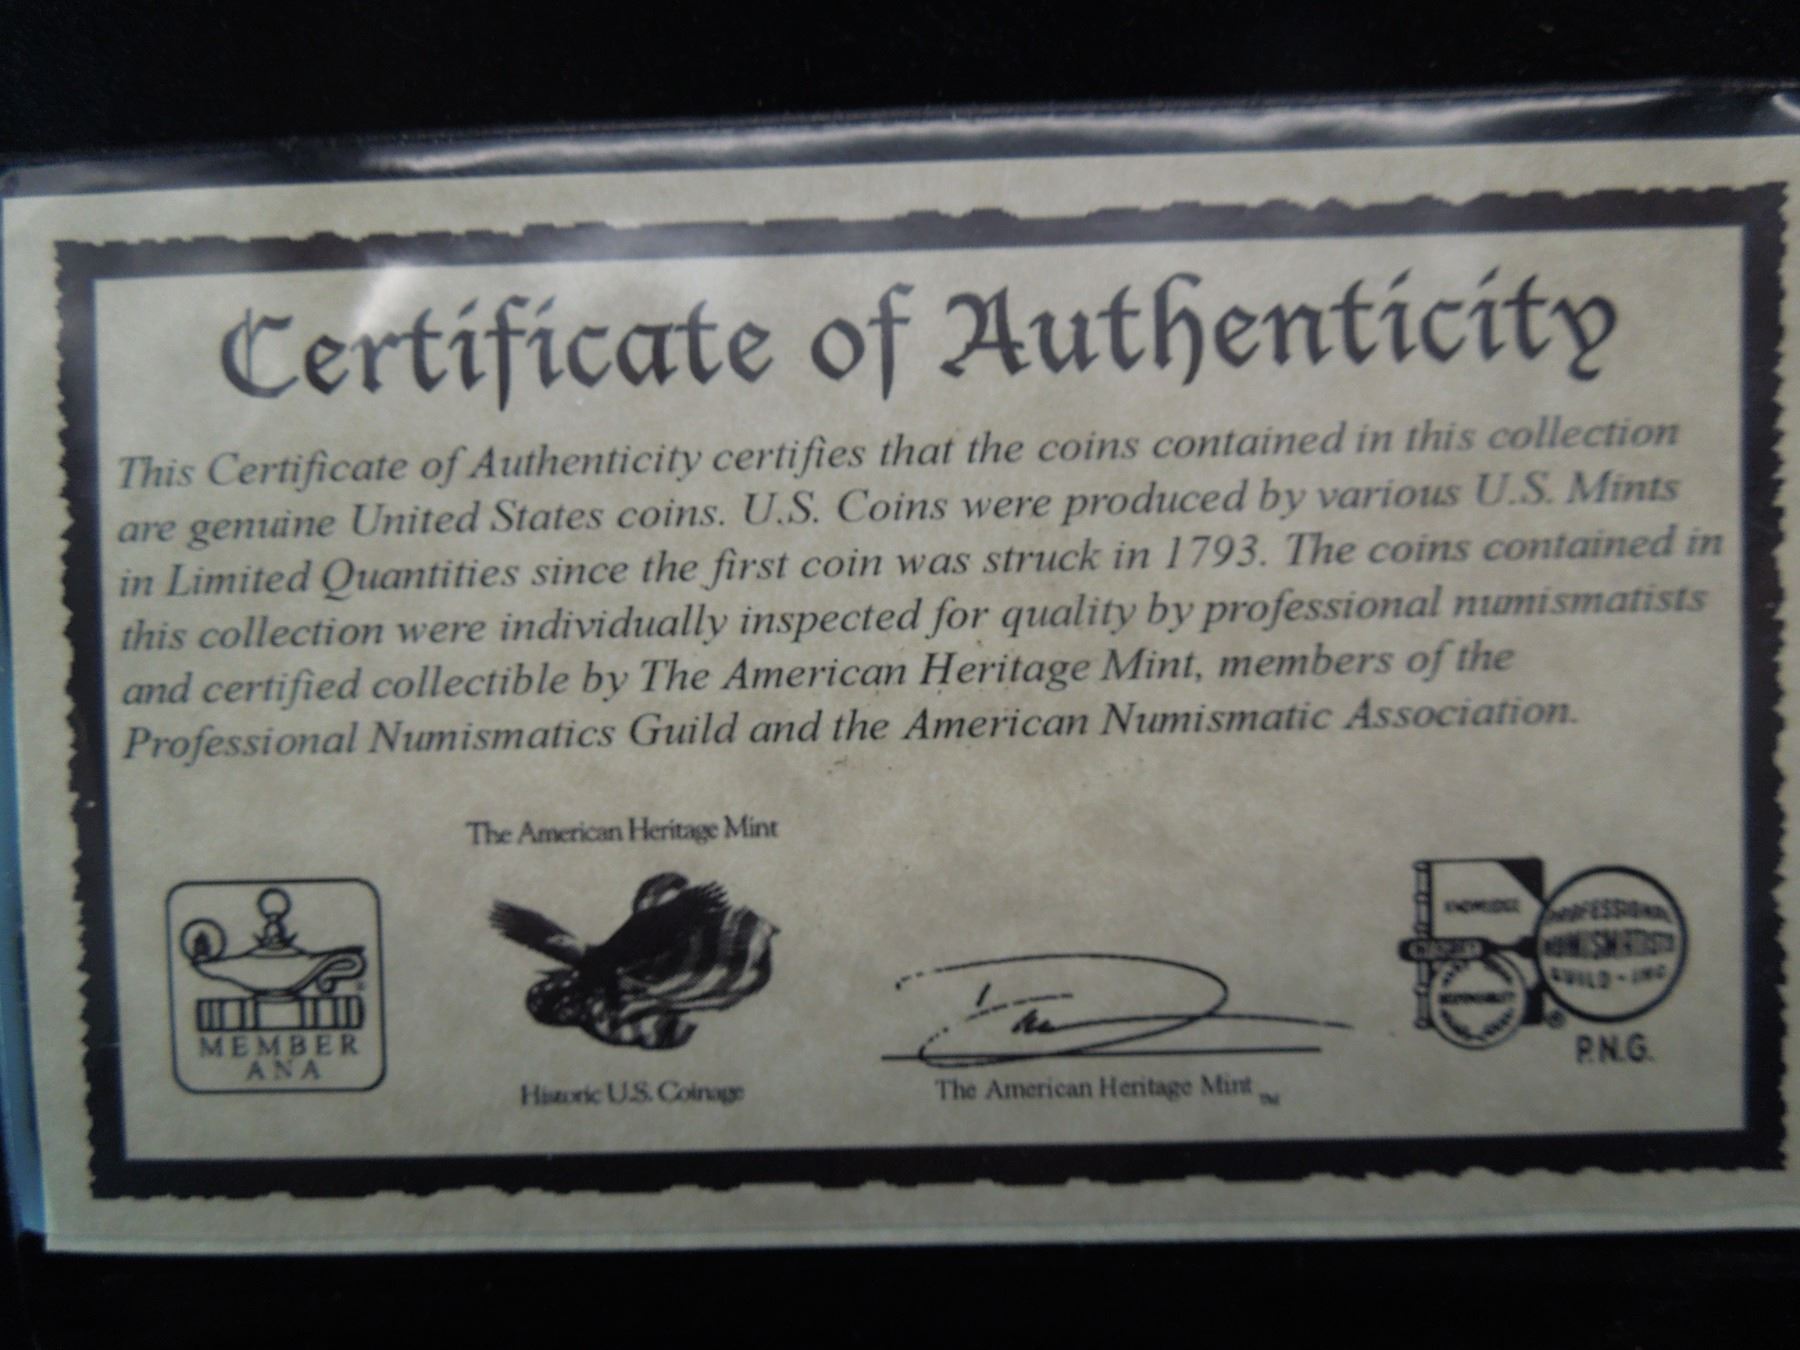 Certificate of Authenticity
This Certificate of Authenticity certifies that the coins contained in this collection
are genuine United States coins. U.S. Coins were produced by various U.S. Mints
in Limited Quantities since the first coin was struck in 1793. The coins contained in
this collection were individually inspected for quality by professional numismatists
and certified collectible by The American Heritage Mint, members of the
Professional Numismatics Guild and the American Numismatic Association.
The American Heritage Mint
Historic U.S. Coinage
MEMBER
ANA
The American Heritage Mint ™
KNOWLEDGE
INTEGRITY
RESPONSIBILITY
PROFESSIONAL
NUMISMATISTS
GUILD - INC
®
P.N.G.